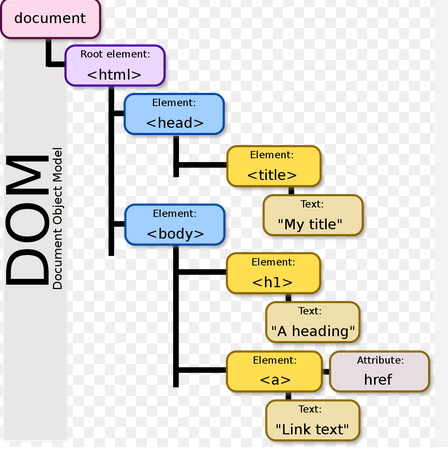 document
Root element:
<html>
Element:
<head>
Element:
<title>
Text:
"My title"
Element:
<body>
Element:
<h1>
Text:
"A heading"
Element:
<a>
Attribute:
href
Text:
"Link text"
DOM
Document Object Model